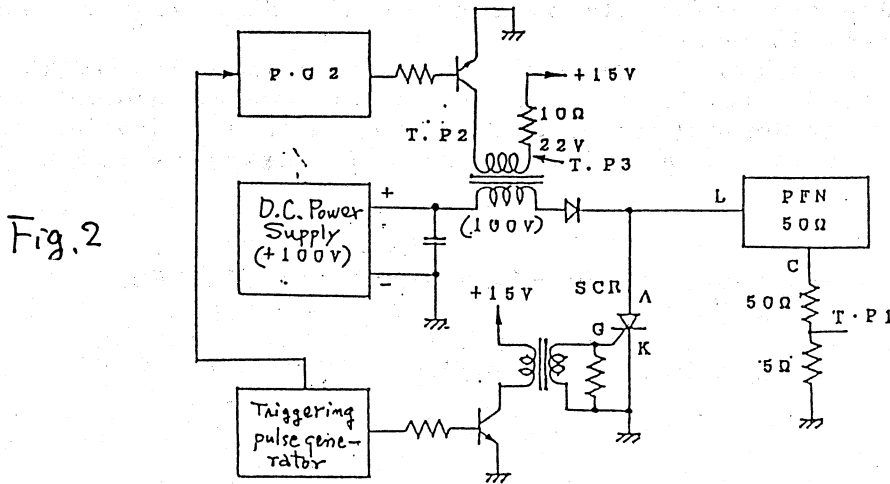 P.G2
+15V
10Ω
22V
T.P2
T.P3
Fig.2
D.C. Power
Supply
(+100V)
+
-
(100V)
L
PFN
50Ω
C
SCR
A
G
K
+15V
50Ω
T.P1
5Ω
Triggering
pulse gene-
rator